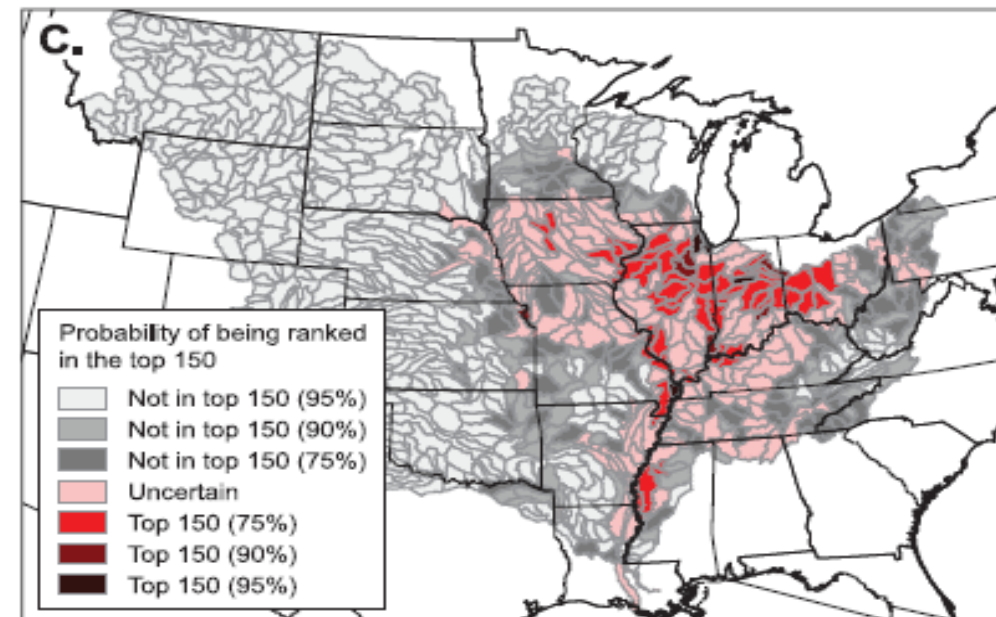 C.
Probability of being ranked
in the top 150
Not in top 150 (95%)
Not in top 150 (90%)
Not in top 150 (75%)
Uncertain
Top 150 (75%)
Top 150 (90%)
Top 150 (95%)